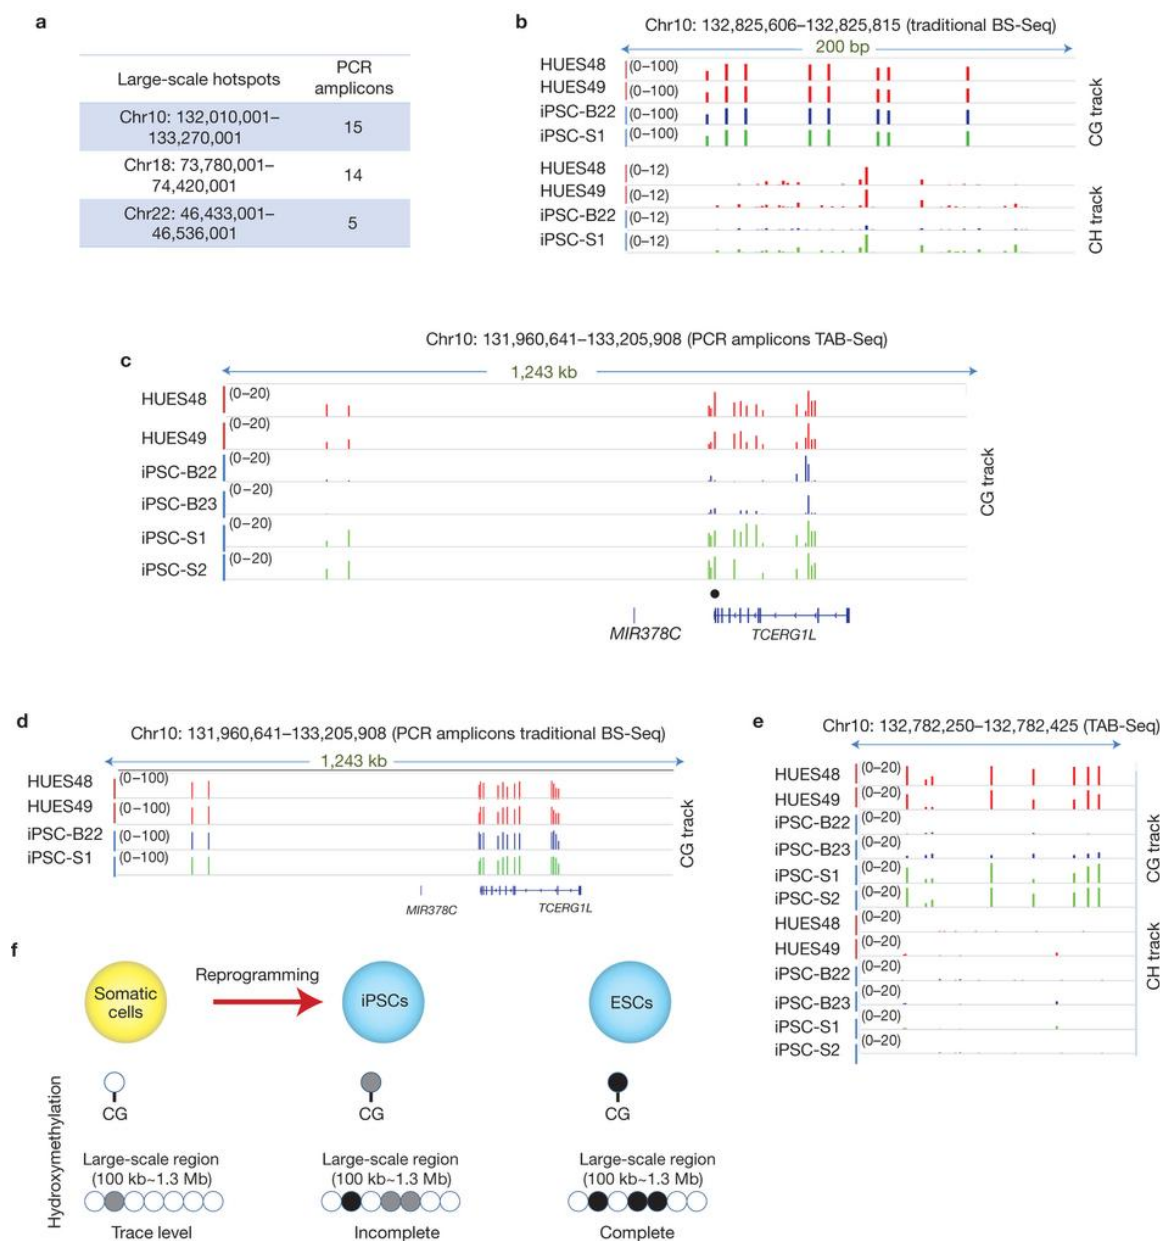 a
Large-scale hotspots
PCR amplicons
Chr10: 132,010,001–
133,270,001
15
Chr18: 73,780,001–
74,420,001
14
Chr22: 46,433,001–
46,536,001
5
b
Chr10: 132,825,606–132,825,815 (traditional BS-Seq)
200 bp
HUES48 (0–100)
HUES49 (0–100)
iPSC-B22 (0–100)
iPSC-S1 (0–100)
CG track
HUES48 (0–12)
HUES49 (0–12)
iPSC-B22 (0–12)
iPSC-S1 (0–12)
CH track
c
Chr10: 131,960,641–133,205,908 (PCR amplicons TAB-Seq)
1,243 kb
HUES48 (0–20)
HUES49 (0–20)
iPSC-B22 (0–20)
iPSC-B23 (0–20)
iPSC-S1 (0–20)
iPSC-S2 (0–20)
CG track
MIR378C
TCERG1L
d
Chr10: 131,960,641–133,205,908 (PCR amplicons traditional BS-Seq)
1,243 kb
HUES48 (0–100)
HUES49 (0–100)
iPSC-B22 (0–100)
iPSC-S1 (0–100)
CG track
MIR378C
TCERG1L
e
Chr10: 132,782,250–132,782,425 (TAB-Seq)
HUES48 (0–20)
HUES49 (0–20)
iPSC-B22 (0–20)
iPSC-B23 (0–20)
iPSC-S1 (0–20)
iPSC-S2 (0–20)
CG track
HUES48 (0–20)
HUES49 (0–20)
iPSC-B22 (0–20)
iPSC-B23 (0–20)
iPSC-S1 (0–20)
iPSC-S2 (0–20)
CH track
f
Somatic
cells
Reprogramming
iPSCs
ESCs
Hydroxymethylation
CG
CG
CG
Large-scale region
(100 kb~1.3 Mb)
Large-scale region
(100 kb~1.3 Mb)
Large-scale region
(100 kb~1.3 Mb)
Trace level
Incomplete
Complete